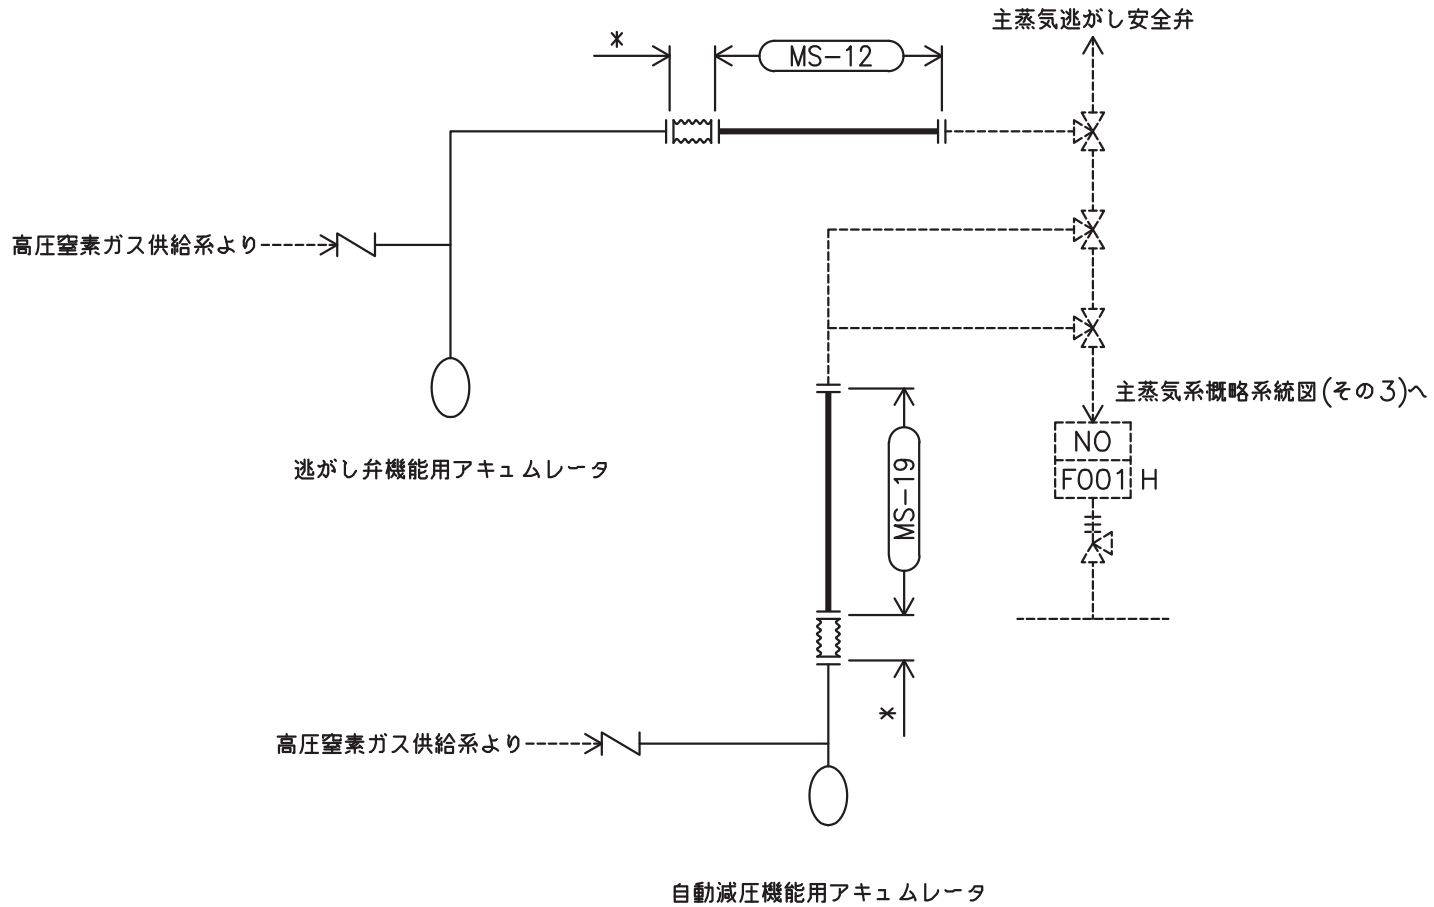 主蒸気逃がし安全弁
*
MS-12
高圧窒素ガス供給系より
主蒸気系概略系統図(その3)へ
NO
F001 H
逃がし弁機能用アキュムレータ
MS-19
*
高圧窒素ガス供給系より
自動減圧機能用アキュムレータ